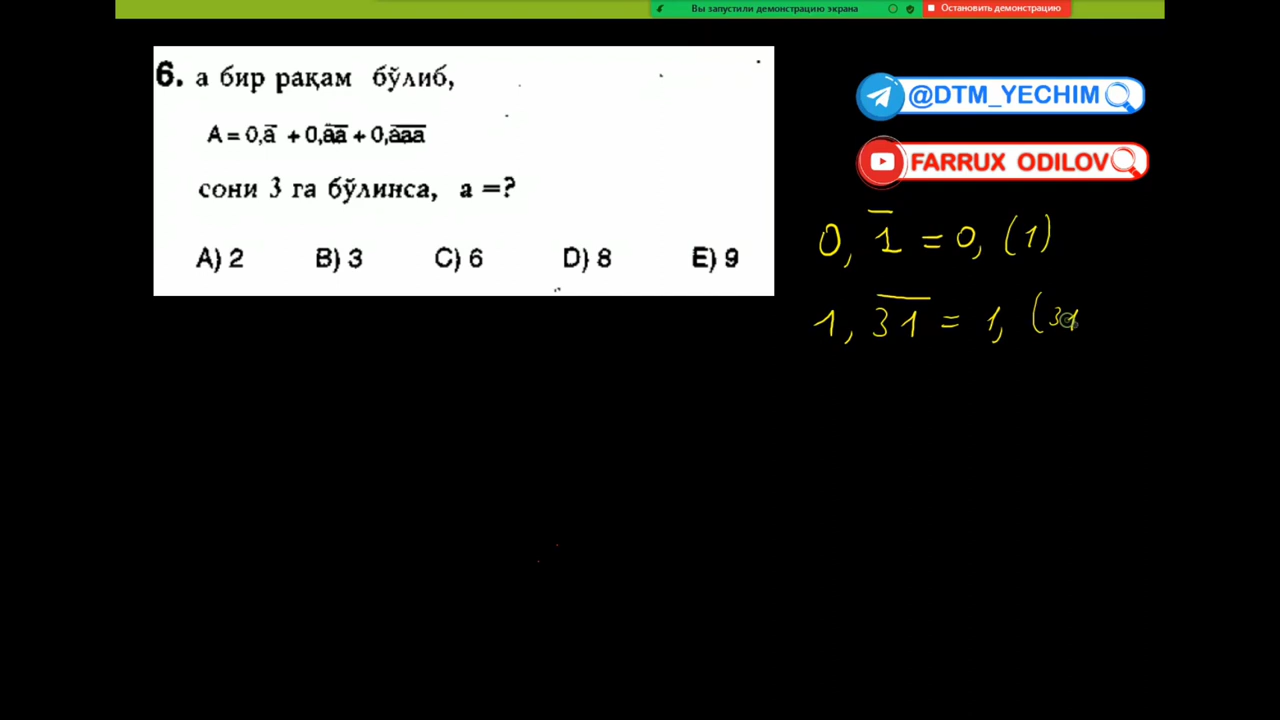 Вы запустили демонстрацию экрана
Остановить демонстрацию
6. а бир рақам бўлиб,
A = 0,a̅ + 0,a̅a̅ + 0,a̅a̅a̅
сони 3 га бўлинса, a =?
A) 2 B) 3 C) 6 D) 8 E) 9
@DTM_YECHIM
FARRUX ODILOV
0, 1̅ = 0, (1)
1, 3̅1̅ = 1, (31